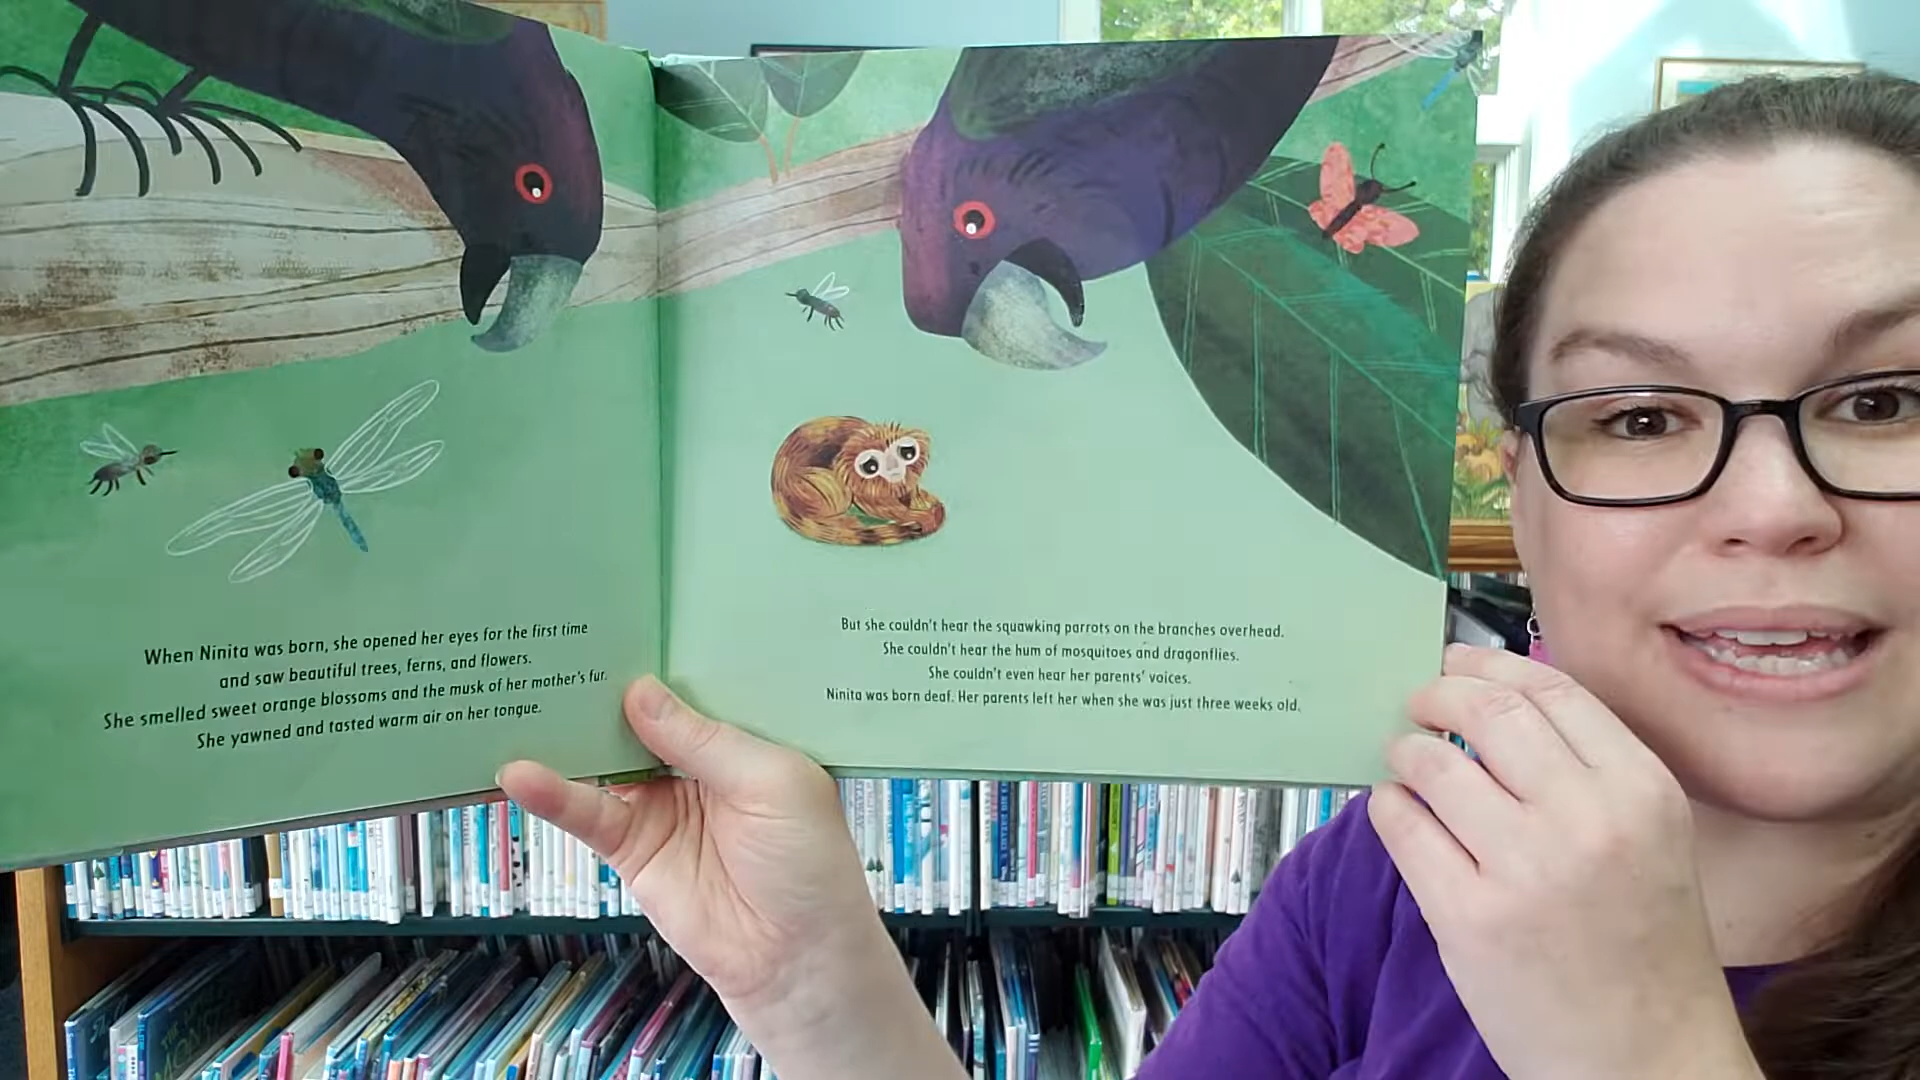 When Ninita was born, she opened her eyes for the first time
and saw beautiful trees, ferns, and flowers.
She smelled sweet orange blossoms and the musk of her mother's fur.
She yawned and tasted warm air on her tongue.
But she couldn't hear the squawking parrots on the branches overhead.
She couldn't hear the hum of mosquitoes and dragonflies.
She couldn't even hear her parents' voices.
Ninita was born deaf. Her parents left her when she was just three weeks old.